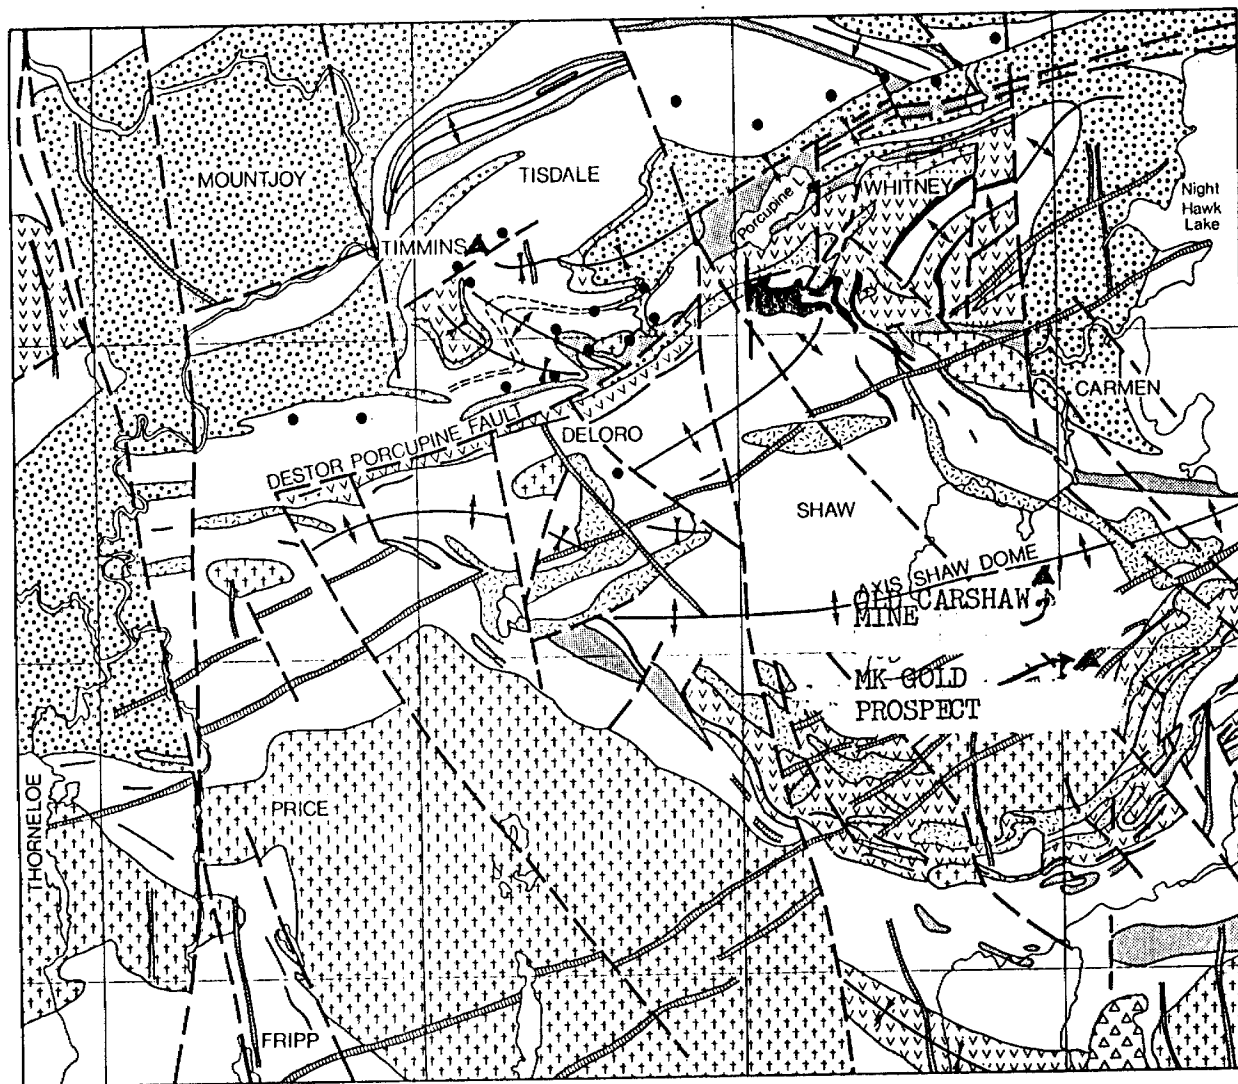 MOUNTJOY
TISDALE
WHITNEY
Porcupine
Night
Hawk
Lake
TIMMINS
CARMEN
DESTOR PORCUPINE FAULT
DELORO
SHAW
AXIS SHAW DOME
OLD CARSHAW
MINE
MK GOLD
PROSPECT
PRICE
THORNELOE
FRIPP